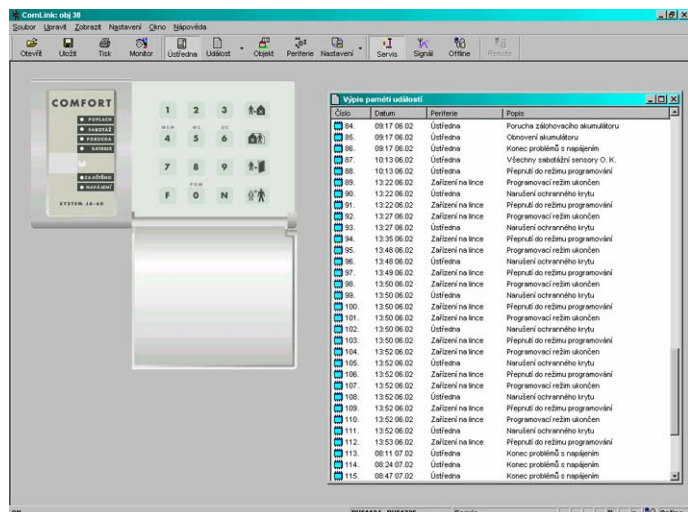 ComLink: obj 38
Soubor Upravit Zobrazit Nastavení Okno Nápověda
Otevřít Uložit Tisk Monitor Ústředna Událost Objekt Periferie Nastavení Servis Signál Offline Remote
COMFORT
POPLACH
SABOTÁŽ
PORUCHA
BATERIE
ZAJIŠTĚNO
NAPÁJENÍ
SYSTEM JA-60
1 2 3
MEM MC UC
4 5 6
7 8 9
PGM
F 0 N
Výpis paměti událostí
Číslo Datum Periferie Popis
84. 09:17 06.02 Ústředna Porucha zálohovacího akumulátoru
85. 09:17 06.02 Ústředna Obnovení akumulátoru
86. 09:17 06.02 Ústředna Konec problémů s napájením
87. 10:13 06.02 Ústředna Všechny sabotážní sensory O. K.
88. 10:13 06.02 Ústředna Přepnutí do režimu programování
89. 13:22 06.02 Zařízení na lince Programovací režim ukončen
90. 13:22 06.02 Ústředna Narušení ochranného krytu
91. 13:22 06.02 Zařízení na lince Přepnutí do režimu programování
92. 13:27 06.02 Zařízení na lince Programovací režim ukončen
93. 13:27 06.02 Ústředna Narušení ochranného krytu
94. 13:35 06.02 Zařízení na lince Přepnutí do režimu programování
95. 13:48 06.02 Zařízení na lince Programovací režim ukončen
96. 13:48 06.02 Ústředna Narušení ochranného krytu
97. 13:49 06.02 Zařízení na lince Přepnutí do režimu programování
98. 13:50 06.02 Zařízení na lince Programovací režim ukončen
99. 13:50 06.02 Ústředna Narušení ochranného krytu
100. 13:50 06.02 Zařízení na lince Přepnutí do režimu programování
101. 13:50 06.02 Zařízení na lince Programovací režim ukončen
102. 13:50 06.02 Ústředna Narušení ochranného krytu
103. 13:50 06.02 Zařízení na lince Přepnutí do režimu programování
104. 13:52 06.02 Zařízení na lince Programovací režim ukončen
105. 13:52 06.02 Ústředna Narušení ochranného krytu
106. 13:52 06.02 Zařízení na lince Přepnutí do režimu programování
107. 13:52 06.02 Zařízení na lince Programovací režim ukončen
108. 13:52 06.02 Ústředna Narušení ochranného krytu
109. 13:52 06.02 Zařízení na lince Přepnutí do režimu programování
110. 13:52 06.02 Zařízení na lince Programovací režim ukončen
111. 13:52 06.02 Ústředna Narušení ochranného krytu
112. 13:53 06.02 Zařízení na lince Přepnutí do režimu programování
113. 08:11 07.02 Ústředna Konec problémů s napájením
114. 08:24 07.02 Ústředna Konec problémů s napájením
115. 08:47 07.02 Ústředna Konec problémů s napájením